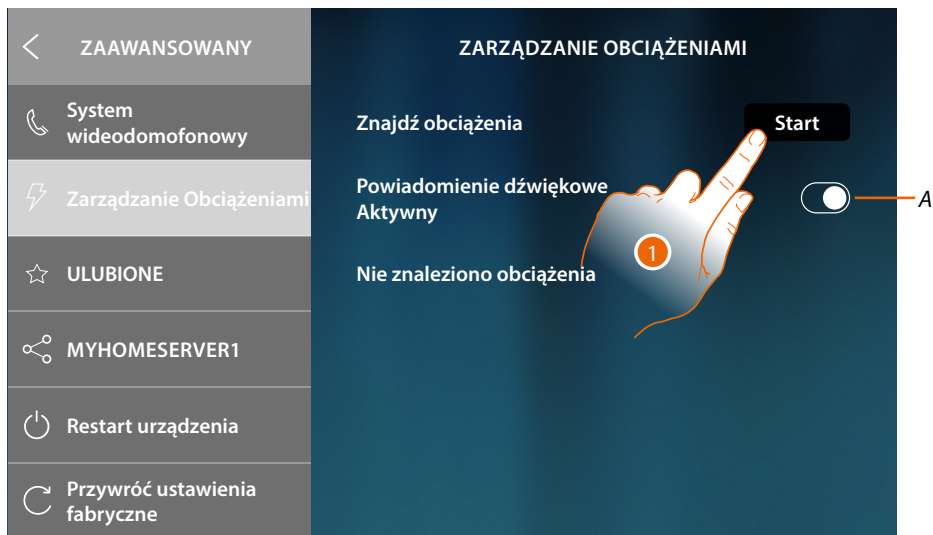 ZAAWANSOWANY
System
wideodomofonowy
Zarządzanie Obciążeniami
ULUBIONE
MYHOMESERVER1
Restart urządzenia
Przywróć ustawienia
fabryczne
ZARZĄDZANIE OBCIĄŻENIAMI
Znajdź obciążenia
Start
Powiadomienie dźwiękowe
Aktywny
A
1
Nie znaleziono obciążenia